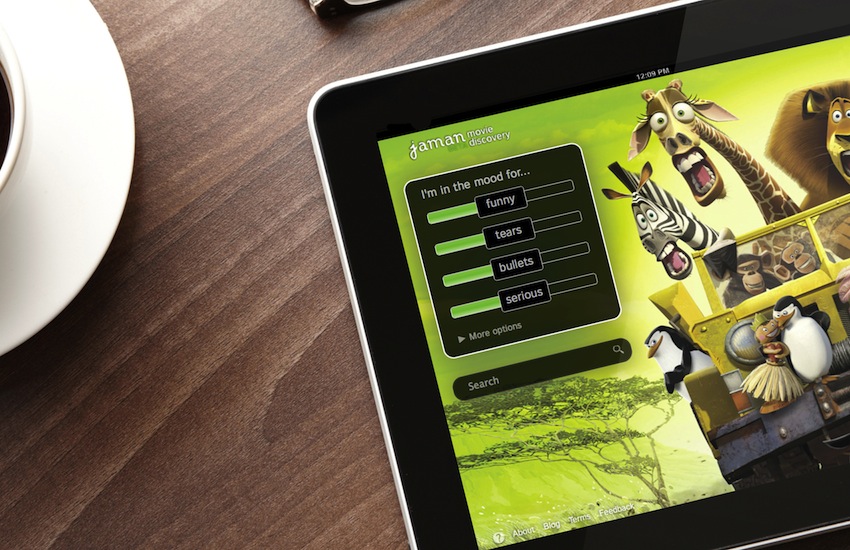 12:09 PM
jaman movie
discovery
I'm in the mood for...
funny
tears
bullets
serious
▶ More options
Search
? About Blog Terms Feedback